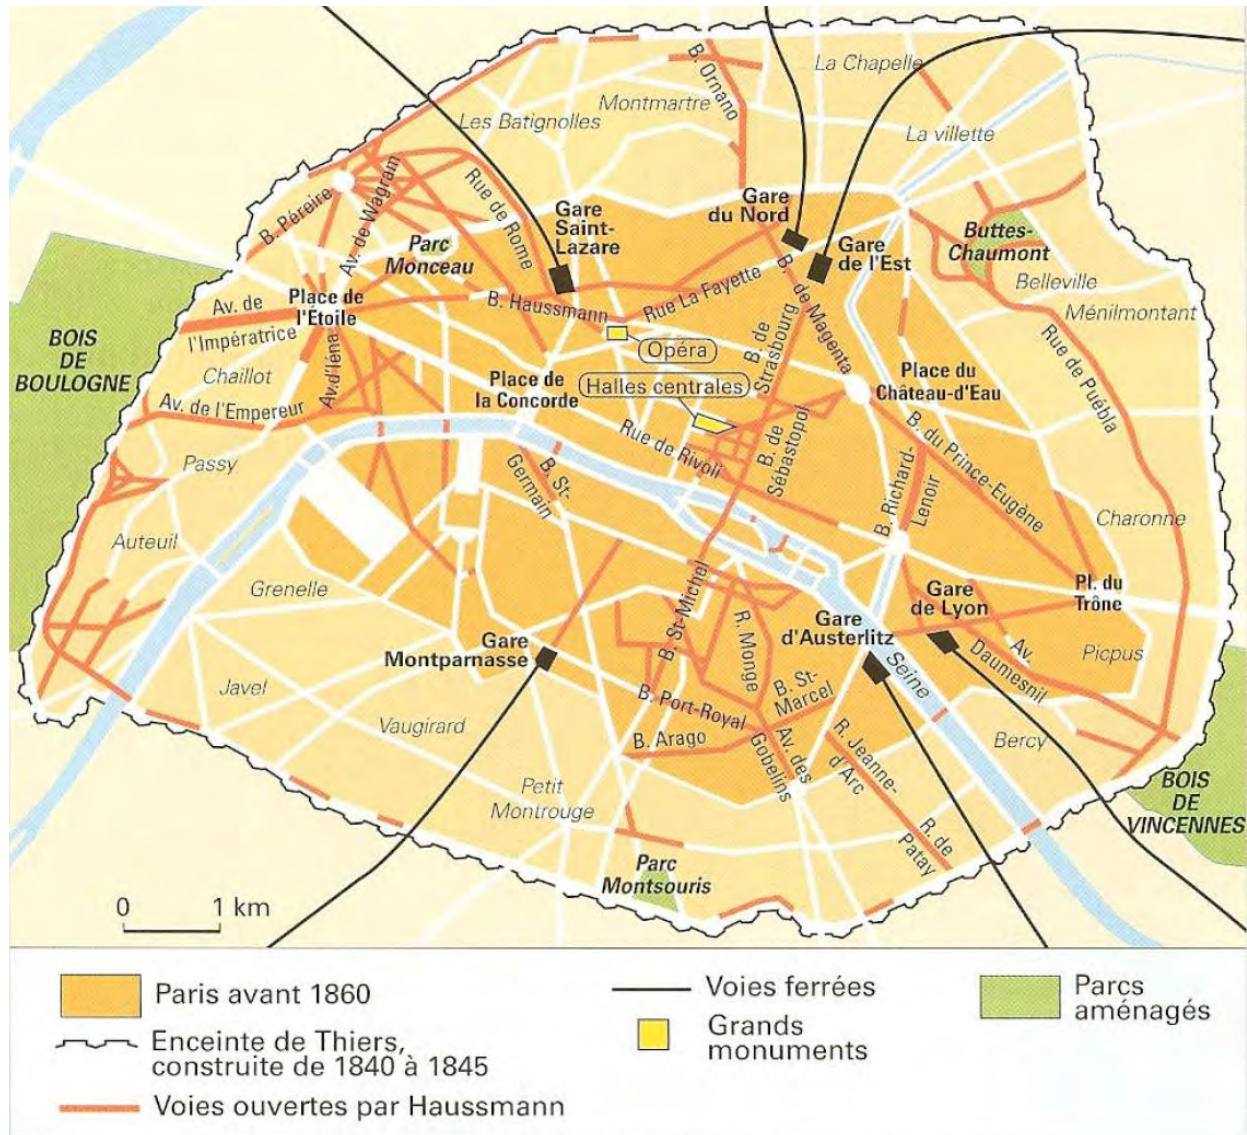 La Chapelle
B. Ornano
Montmartre
Les Batignolles
La villette
Av. de Wagram
B. Péreire
Rue de Rome
Gare
Saint-
Lazare
Gare
du Nord
Gare
de l'Est
Buttes-
Chaumont
Parc
Monceau
Belleville
Ménilmontant
Place de
l'Étoile
Av. de
l'Impératrice
B. Haussmann
Rue La Fayette
B. de Magenta
B. de
Strasbourg
BOIS
DE
BOULOGNE
Opéra
Chaillot
Av. d'Iéna
Av. de l'Empereur
Place de
la Concorde
Halles centrales
Place du
Château-d'Eau
Rue de Puébla
Rue de Rivoli
B. de
Sébastopol
B. du Prince-Eugène
Passy
B. St-
Germain
B. Richard-
Lenoir
Charonne
Auteuil
Grenelle
Gare
de Lyon
Pl. du
Trône
Gare
d'Austerlitz
Gare
Montparnasse
B. St-Michel
R. Monge
Seine
Av.
Daumesnil
Picpus
Javel
B. St-
Marcel
B. Port-Royal
Vaugirard
B. Arago
Av. des
Gobelins
R. Jeanne-
d'Arc
Bercy
Petit
Montrouge
R. de
Patay
BOIS
DE
VINCENNES
Parc
Montsouris
0 1 km
Paris avant 1860
Enceinte de Thiers,
construite de 1840 à 1845
Voies ouvertes par Haussmann
Voies ferrées
Grands
monuments
Parcs
aménagés